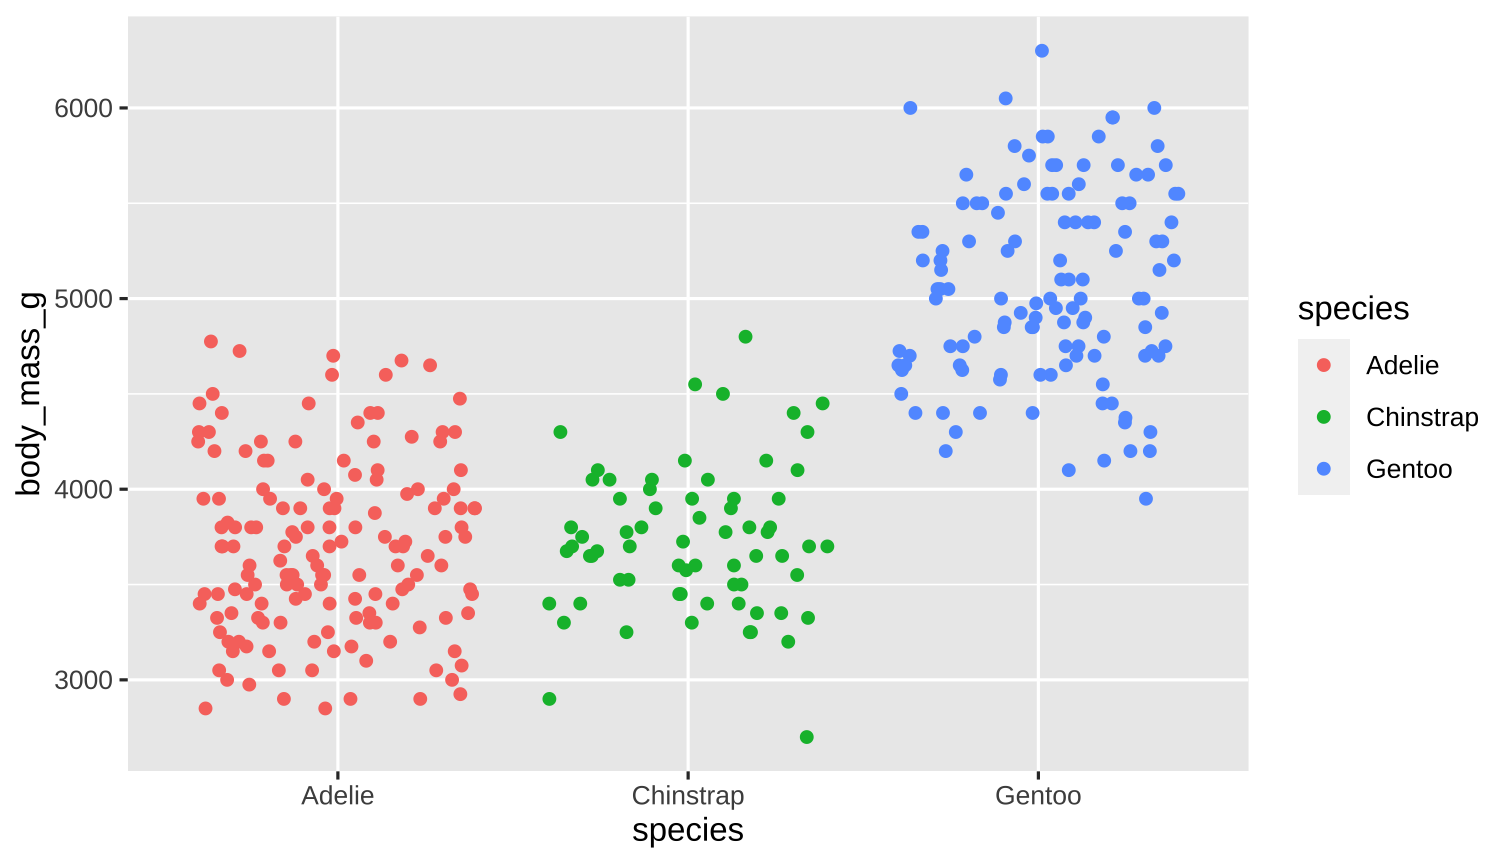 6000
5000
4000
3000
body_mass_g
Adelie
Chinstrap
Gentoo
species
species
Adelie
Chinstrap
Gentoo